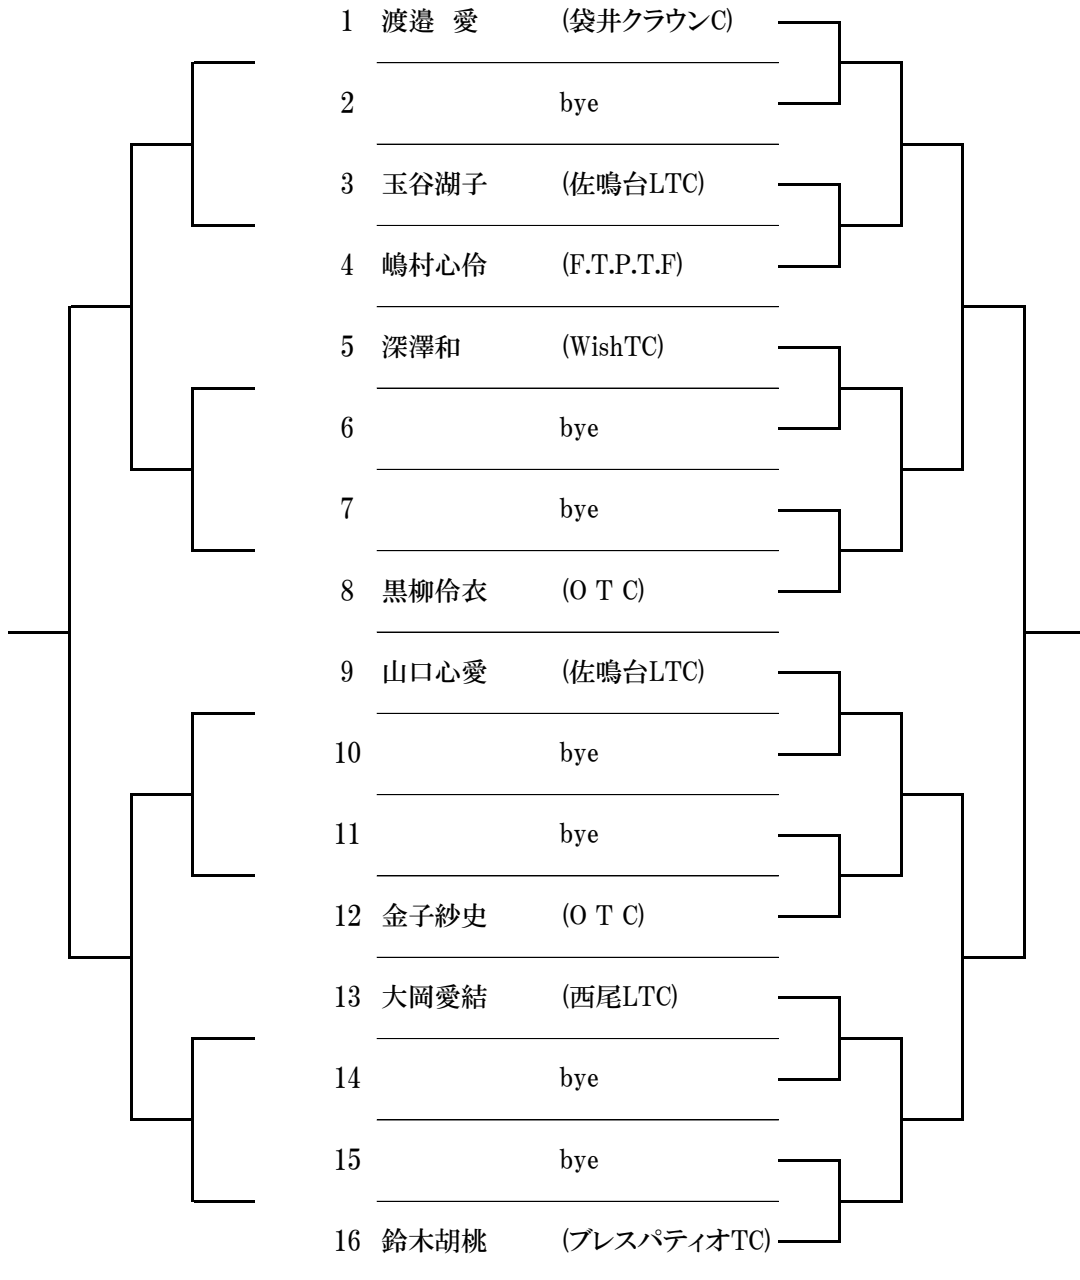 1 渡邉 愛 (袋井クラウンC)
2 bye
3 玉谷湖子 (佐鳴台LTC)
4 嶋村心伶 (F.T.P.T.F)
5 深澤和 (WishTC)
6 bye
7 bye
8 黒柳伶衣 (O T C)
9 山口心愛 (佐鳴台LTC)
10 bye
11 bye
12 金子紗史 (O T C)
13 大岡愛結 (西尾LTC)
14 bye
15 bye
16 鈴木胡桃 (ブレスパティオTC)